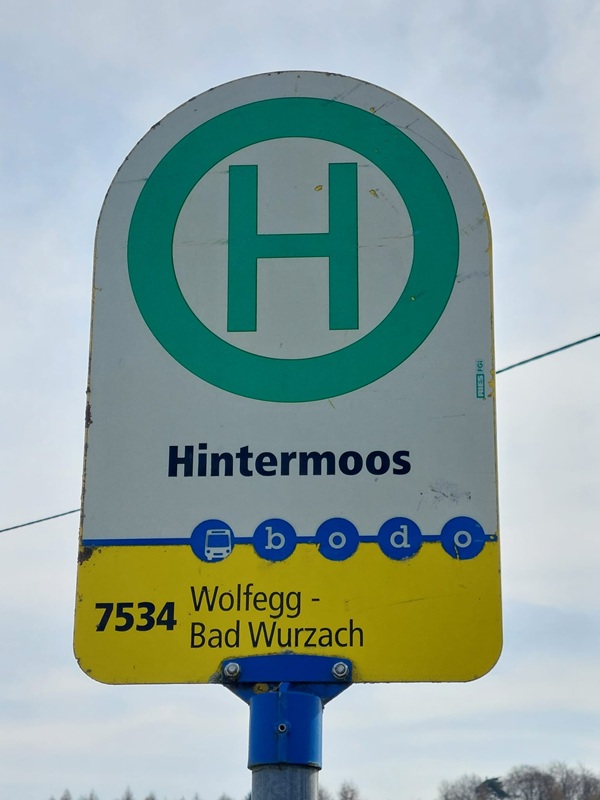 H
Hintermoos
bodo
7534 Wolfegg -
Bad Wurzach